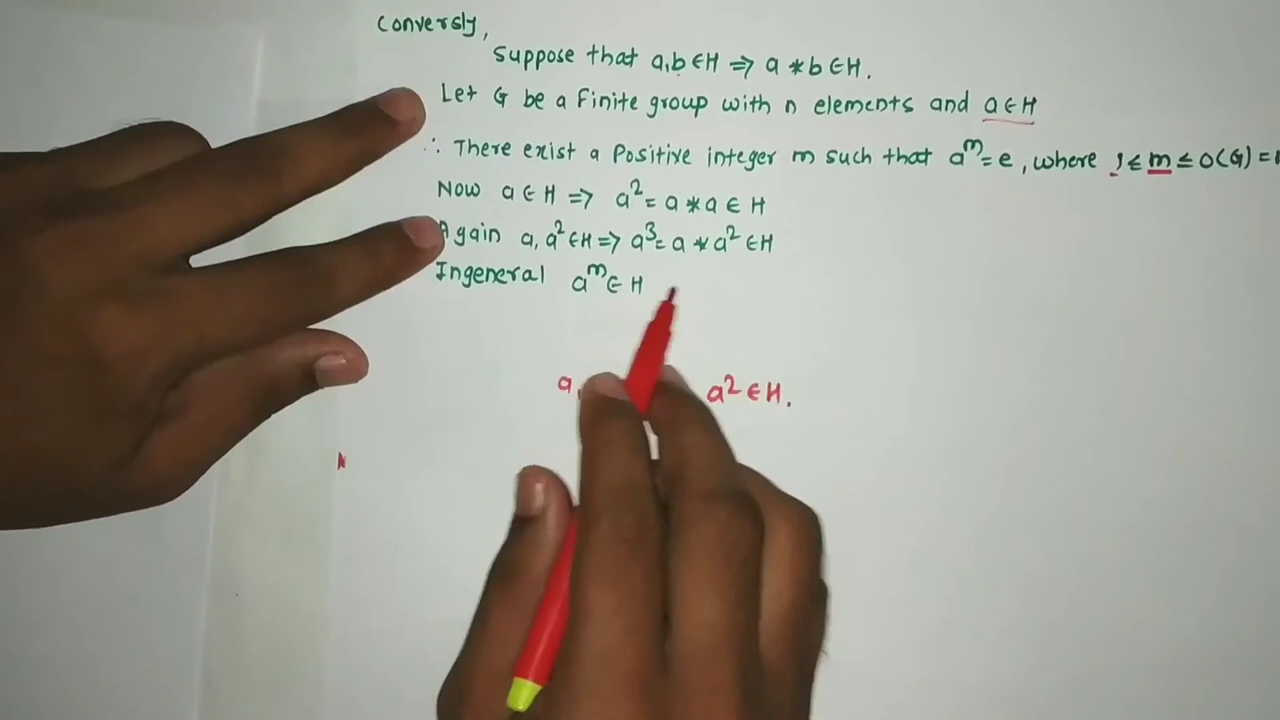 Conversly,
Suppose that a,b ∈ H ⇒ a * b ∈ H.
Let G be a Finite group with n elements and a ∈ H
∴ There exist a Positive integer m such that a^m = e, where 1 ≤ m ≤ O(G) =
Now a ∈ H ⇒ a² = a * a ∈ H
Again a, a² ∈ H ⇒ a³ = a * a² ∈ H
Ingeneral a^m ∈ H
a, a² ∈ H.